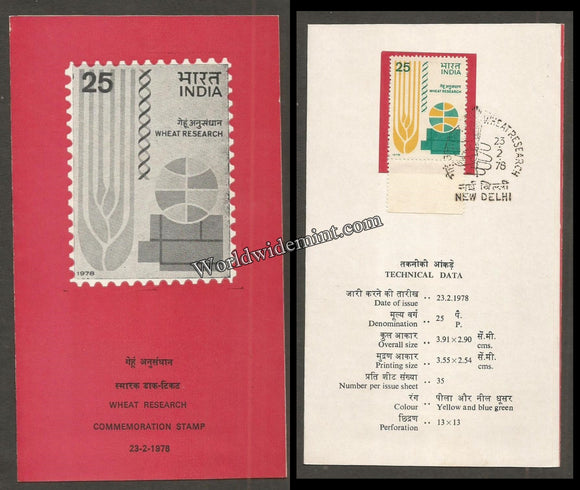 25
भारत
INDIA
गेहूं अनुसंधान
WHEAT RESEARCH
1978
गेहूं अनुसंधान
स्मारक डाक-टिकट
WHEAT RESEARCH
COMMEMORATION STAMP
23-2-1978
25
भारत
INDIA
गेहूं अनुसंधान
WHEAT RESEARCH
1978
WHEAT RESEARCH
23
2
78
NEW DELHI
तकनीकी आंकड़े
TECHNICAL DATA
जारी करने की तारीख
Date of issue .. 23.2.1978
मूल्य वर्ग पै.
Denomination .. 25 P.
कुल आकार सें.मी.
Overall size .. 3.91×2.90 cms.
मुद्रण आकार सें.मी.
Printing size .. 3.55×2.54 cms.
प्रति शीट संख्या
Number per issue sheet .. 35
रंग .. पीला और नील धूसर
Colour .. Yellow and blue green
छिद्रण
Perforation .. 13×13
Worldwidemint.com